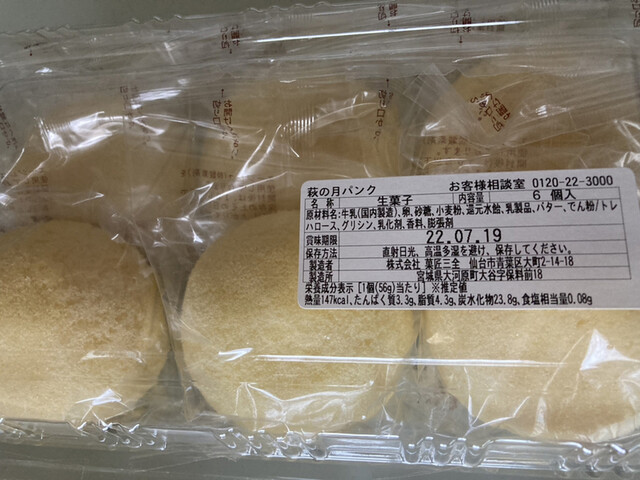 萩の月パンク お客様相談室 0120-22-3000
名称 生菓子 内容量 6個入
原材料名:牛乳(国内製造)、卵、砂糖、小麦粉、還元水飴、乳製品、バター、でん粉/トレ
ハロース、グリシン、乳化剤、香料、膨張剤
賞味期限 22.07.19
保存方法 直射日光、高温多湿を避け、保存してください。
製造者 株式会社 菓匠三全 仙台市青葉区大町2-14-18
製造所 宮城県大河原町大谷字保料前18
栄養成分表示[1個(56g)当たり] ※推定値
熱量147kcal、たんぱく質3.3g、脂質4.3g、炭水化物23.8g、食塩相当量0.08g